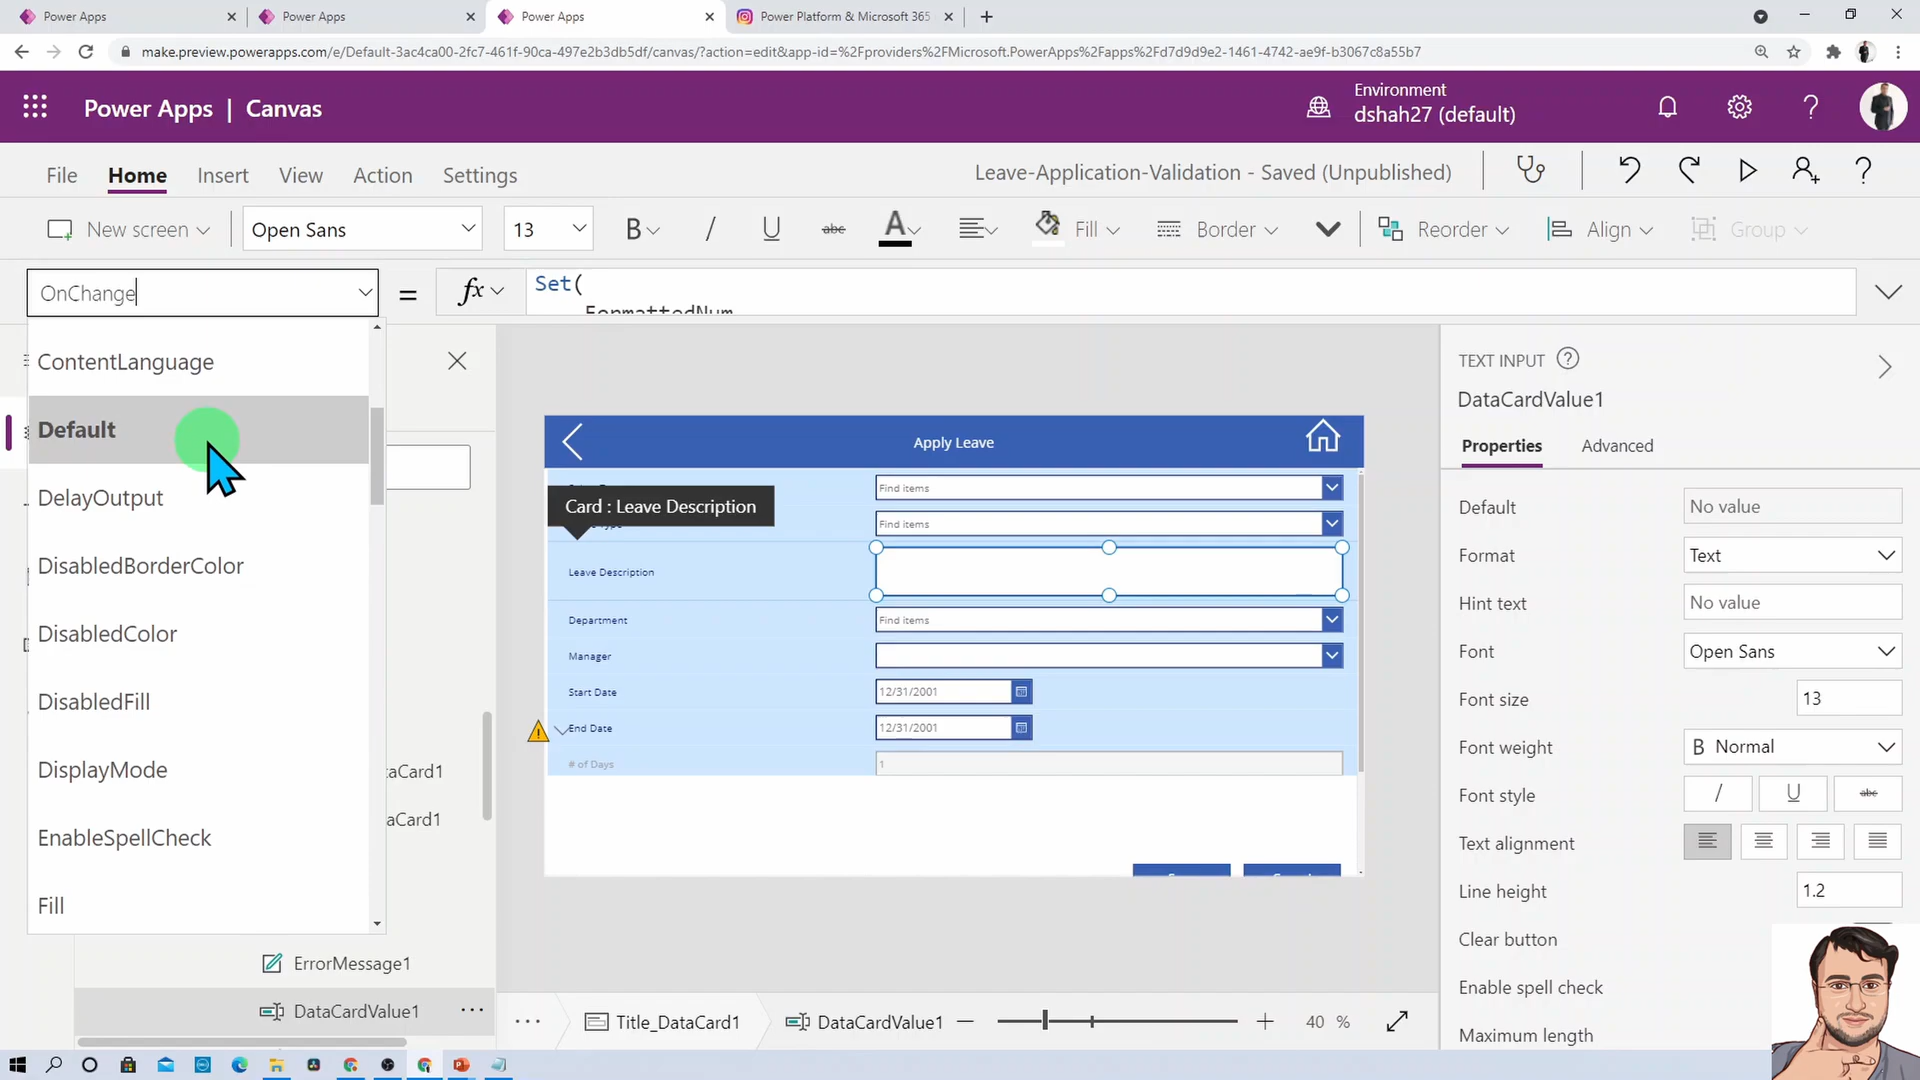 Power Apps
Power Apps
Power Apps
Power Platform & Microsoft 365
make.preview.powerapps.com/e/Default-3ac4ca00-2fc7-461f-90ca-497e2b3db5df/canvas/?action=edit&app-id=%2Fproviders%2FMicrosoft.PowerApps%2Fapps%2Fd7d9d9e2-1461-4742-ae9f-b3067c8a55b7
Power Apps | Canvas
Environment
dshah27 (default)
File
Home
Insert
View
Action
Settings
Leave-Application-Validation - Saved (Unpublished)
New screen
Open Sans
13
B
/
U
abc
A
Fill
Border
Reorder
Align
Group
OnChange
=
fx
Set(
FormattedNum
ContentLanguage
Default
DelayOutput
DisabledBorderColor
DisabledColor
DisabledFill
DisplayMode
EnableSpellCheck
Fill
aCard1
aCard1
ErrorMessage1
DataCardValue1
Apply Leave
Find items
Card : Leave Description
Find items
Leave Description
Department
Find items
Manager
Start Date
12/31/2001
End Date
12/31/2001
# of Days
1
Title_DataCard1
DataCardValue1
40 %
TEXT INPUT
DataCardValue1
Properties
Advanced
Default
No value
Format
Text
Hint text
No value
Font
Open Sans
Font size
13
Font weight
B Normal
Font style
/
U
abc
Text alignment
Line height
1.2
Clear button
Enable spell check
Maximum length